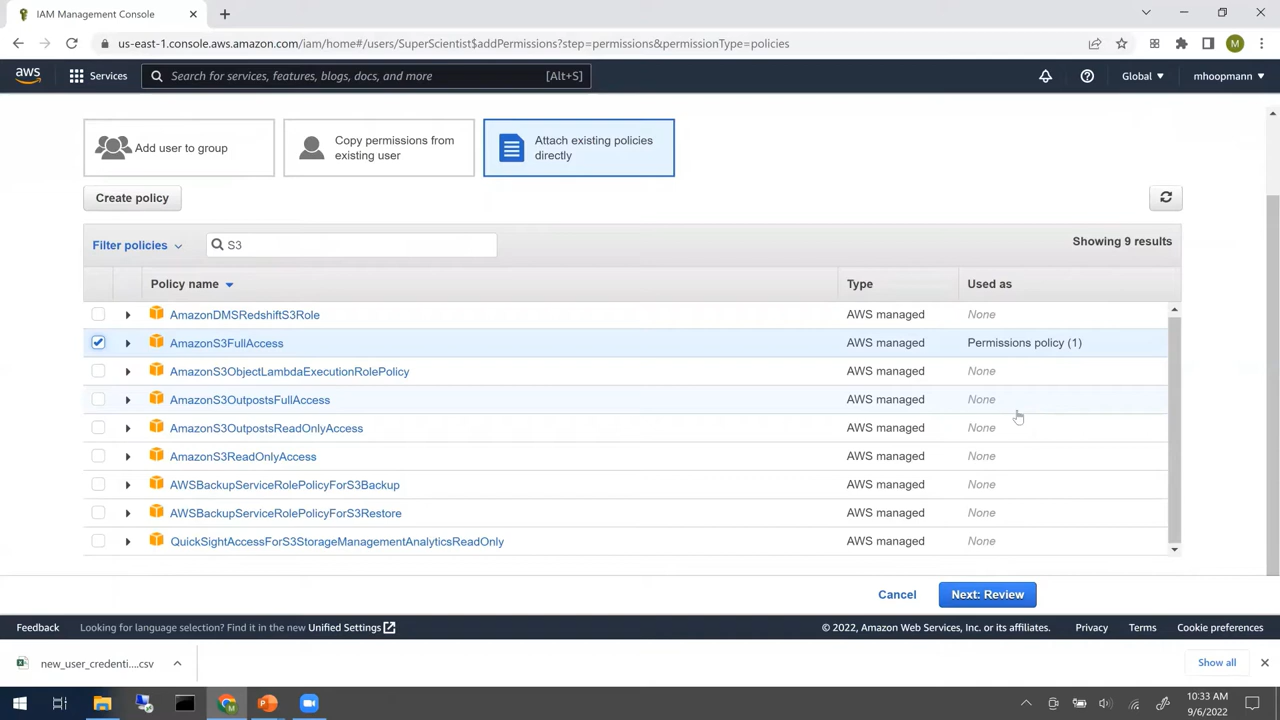 IAM Management Console
us-east-1.console.aws.amazon.com/iam/home#/users/SuperScientist$addPermissions?step=permissions&permissionType=policies
M
aws
Services
Search for services, features, blogs, docs, and more
[Alt+S]
Global
mhoopmann
Add user to group
Copy permissions from
existing user
Attach existing policies
directly
Create policy
Filter policies
S3
Showing 9 results
Policy name
Type
Used as
AmazonDMSRedshiftS3Role AWS managed None
AmazonS3FullAccess AWS managed Permissions policy (1)
AmazonS3ObjectLambdaExecutionRolePolicy AWS managed None
AmazonS3OutpostsFullAccess AWS managed None
AmazonS3OutpostsReadOnlyAccess AWS managed None
AmazonS3ReadOnlyAccess AWS managed None
AWSBackupServiceRolePolicyForS3Backup AWS managed None
AWSBackupServiceRolePolicyForS3Restore AWS managed None
QuickSightAccessForS3StorageManagementAnalyticsReadOnly AWS managed None
Cancel
Next: Review
Feedback
Looking for language selection? Find it in the new Unified Settings
© 2022, Amazon Web Services, Inc. or its affiliates.
Privacy
Terms
Cookie preferences
new_user_credenti....csv
Show all
10:33 AM
9/6/2022